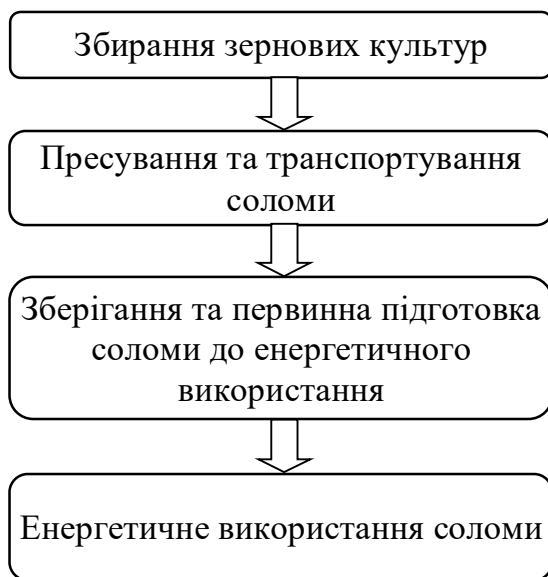 Збирання зернових культур
Пресування та транспортування
соломи
Зберігання та первинна підготовка
соломи до енергетичного
використання
Енергетичне використання соломи